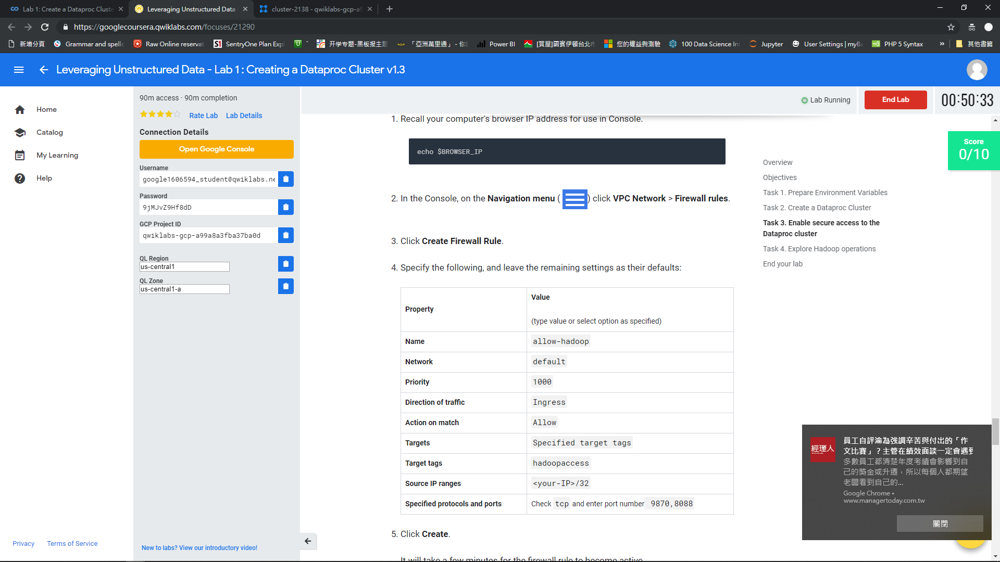 Lab 1: Create a Dataproc Cluste
Leveraging Unstructured Data
cluster-2138 - qwiklabs-gcp-a9
https://googlecoursera.qwiklabs.com/focuses/21290
新增分頁
Grammar and spelli
Raw Online reservat
S1 SentryOne Plan Expl
U `
开学专题-黑板报主题
「亞洲萬里通」 - 你的
Power BI
[買屋]國賓伊頓台北市
您的權益與測驗
100 Data Science Int
Jupyter
User Settings | myBa
w3 PHP 5 Syntax
»
其他書籤
Leveraging Unstructured Data - Lab 1 : Creating a Dataproc Cluster v1.3
Home
Catalog
My Learning
Help
Privacy
Terms of Service
90m access · 90m completion
Rate Lab
Lab Details
Connection Details
Open Google Console
Username
google1606594_student@qwiklabs.ne
Password
9jMJvZ9Hf8dD
GCP Project ID
qwiklabs-gcp-a99a8a3fba37ba0d
QL Region
us-central1
QL Zone
us-central1-a
New to labs? View our introductory video!
Lab Running
End Lab
00:50:33
1. Recall your computer's browser IP address for use in Console.
echo $BROWSER_IP
2. In the Console, on the Navigation menu ( ) click VPC Network > Firewall rules.
3. Click Create Firewall Rule.
4. Specify the following, and leave the remaining settings as their defaults:
Property
Value
(type value or select option as specified)
Name allow-hadoop
Network default
Priority 1000
Direction of traffic Ingress
Action on match Allow
Targets Specified target tags
Target tags hadoopaccess
Source IP ranges <your-IP>/32
Specified protocols and ports Check tcp and enter port number 9870,8088
5. Click Create.
It will take a few minutes for the firewall rule to become active.
Overview
Objectives
Task 1. Prepare Environment Variables
Task 2. Create a Dataproc Cluster
Task 3. Enable secure access to the
Dataproc cluster
Task 4. Explore Hadoop operations
End your lab
Score
0/10
經理人
員工自評淪為強調辛苦與付出的「作
文比賽」？主管在績效面談一定會遇到
多數員工都清楚年度考績會影響到自
己的獎金或升遷，所以每個人都期望
老闆看到自己的...
Google Chrome •
www.managertoday.com.tw
關閉